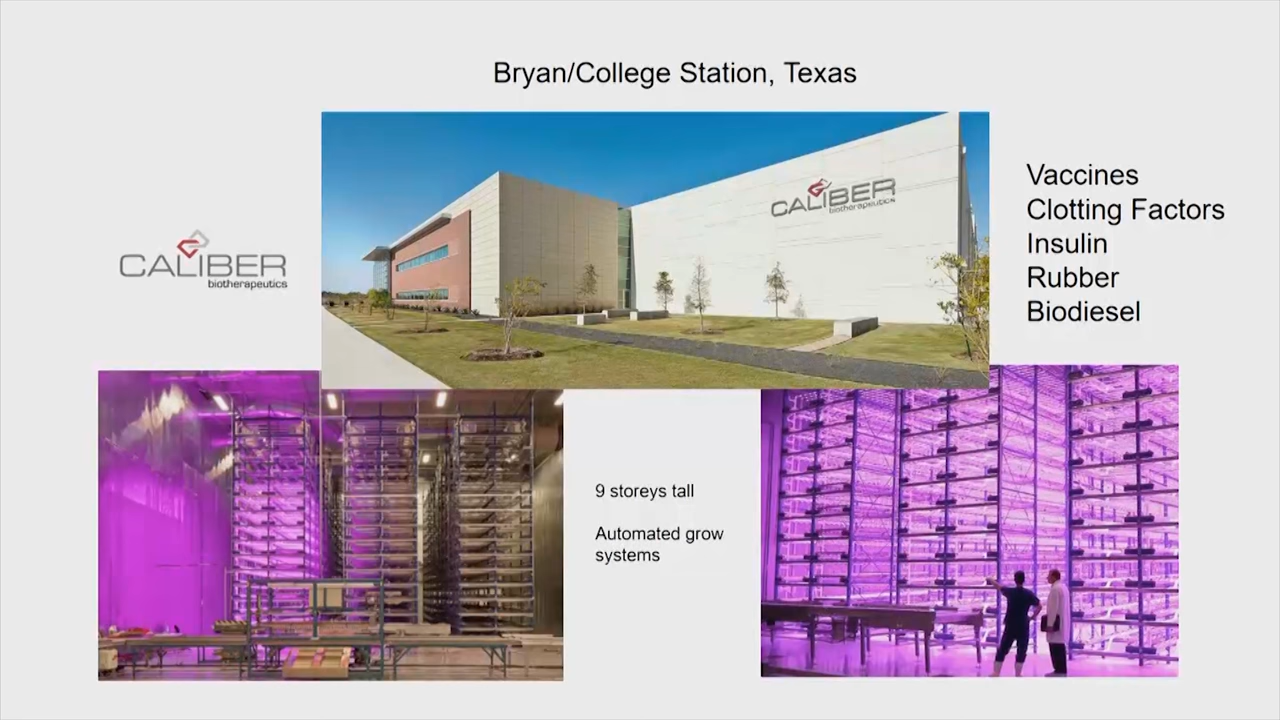 Bryan/College Station, Texas
CALIBER
biotherapeutics
CALIBER
biotherapeutics
Vaccines
Clotting Factors
Insulin
Rubber
Biodiesel
9 storeys tall
Automated grow
systems